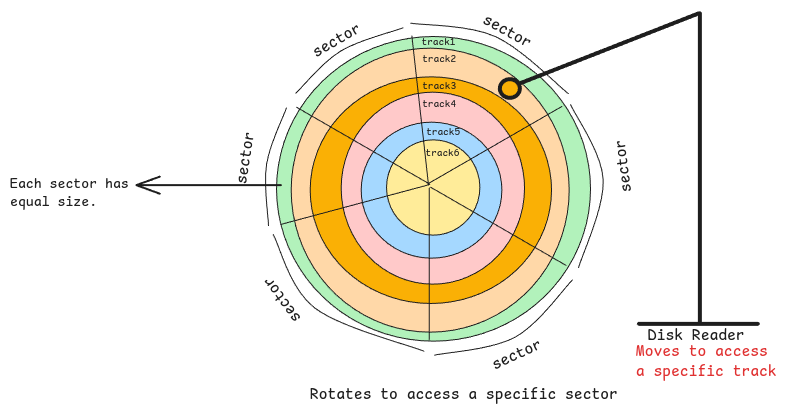 sector
sector
track1
track2
track3
track4
track5
track6
sector
sector
Each sector has
equal size.
sector
sector
Disk Reader
Moves to access
a specific track
Rotates to access a specific sector